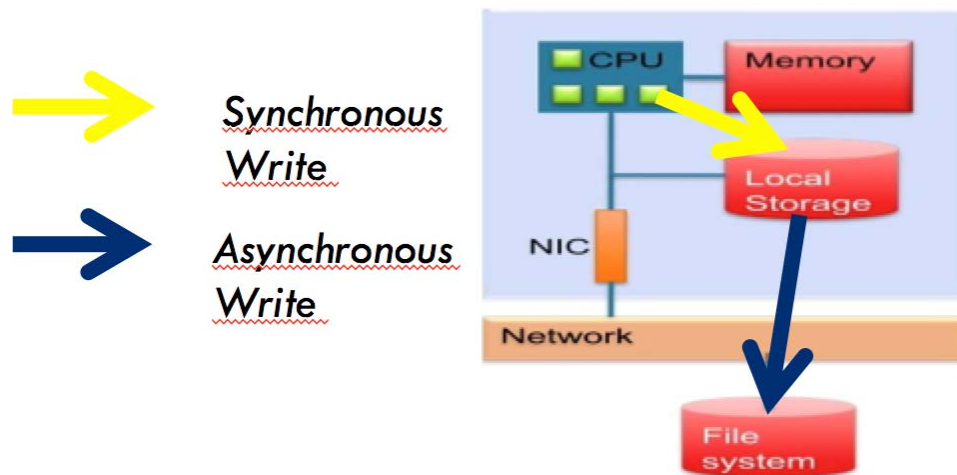 Synchronous
Write
Asynchronous
Write
CPU
Memory
Local
Storage
NIC
Network
File
system